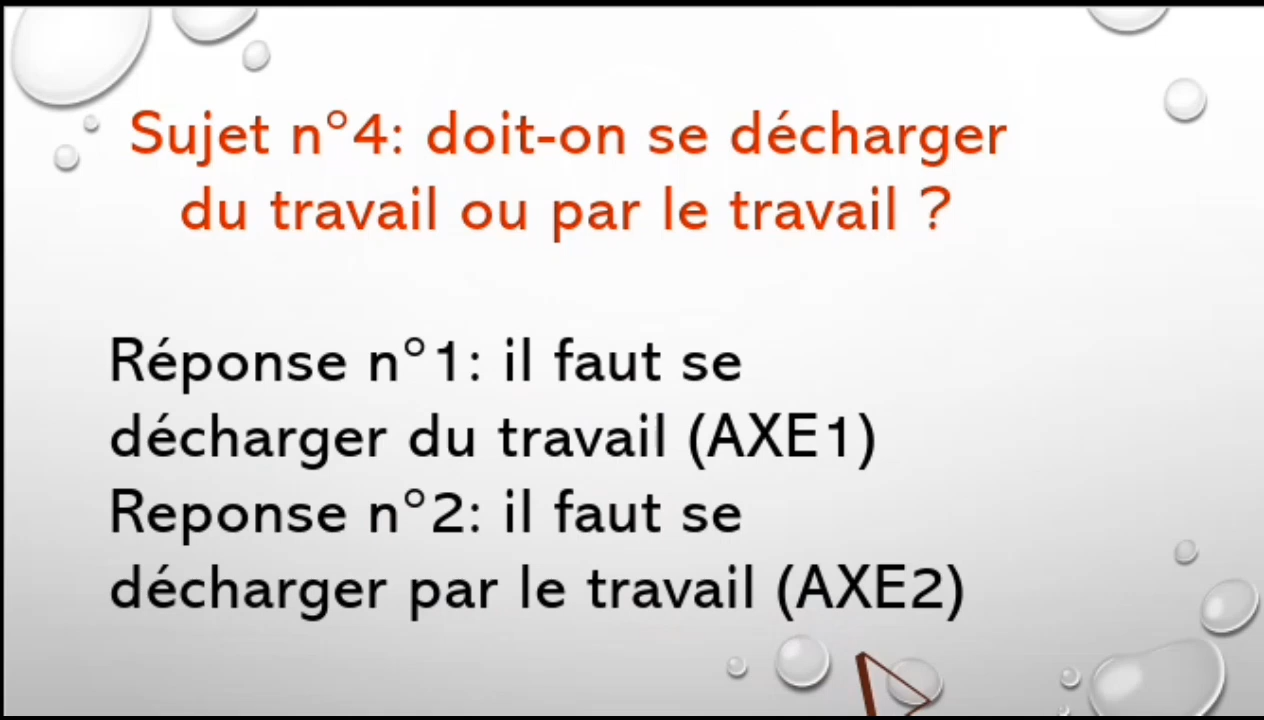 Sujet n°4: doit-on se décharger
du travail ou par le travail ?
Réponse n°1: il faut se
décharger du travail (AXE1)
Reponse n°2: il faut se
décharger par le travail (AXE2)